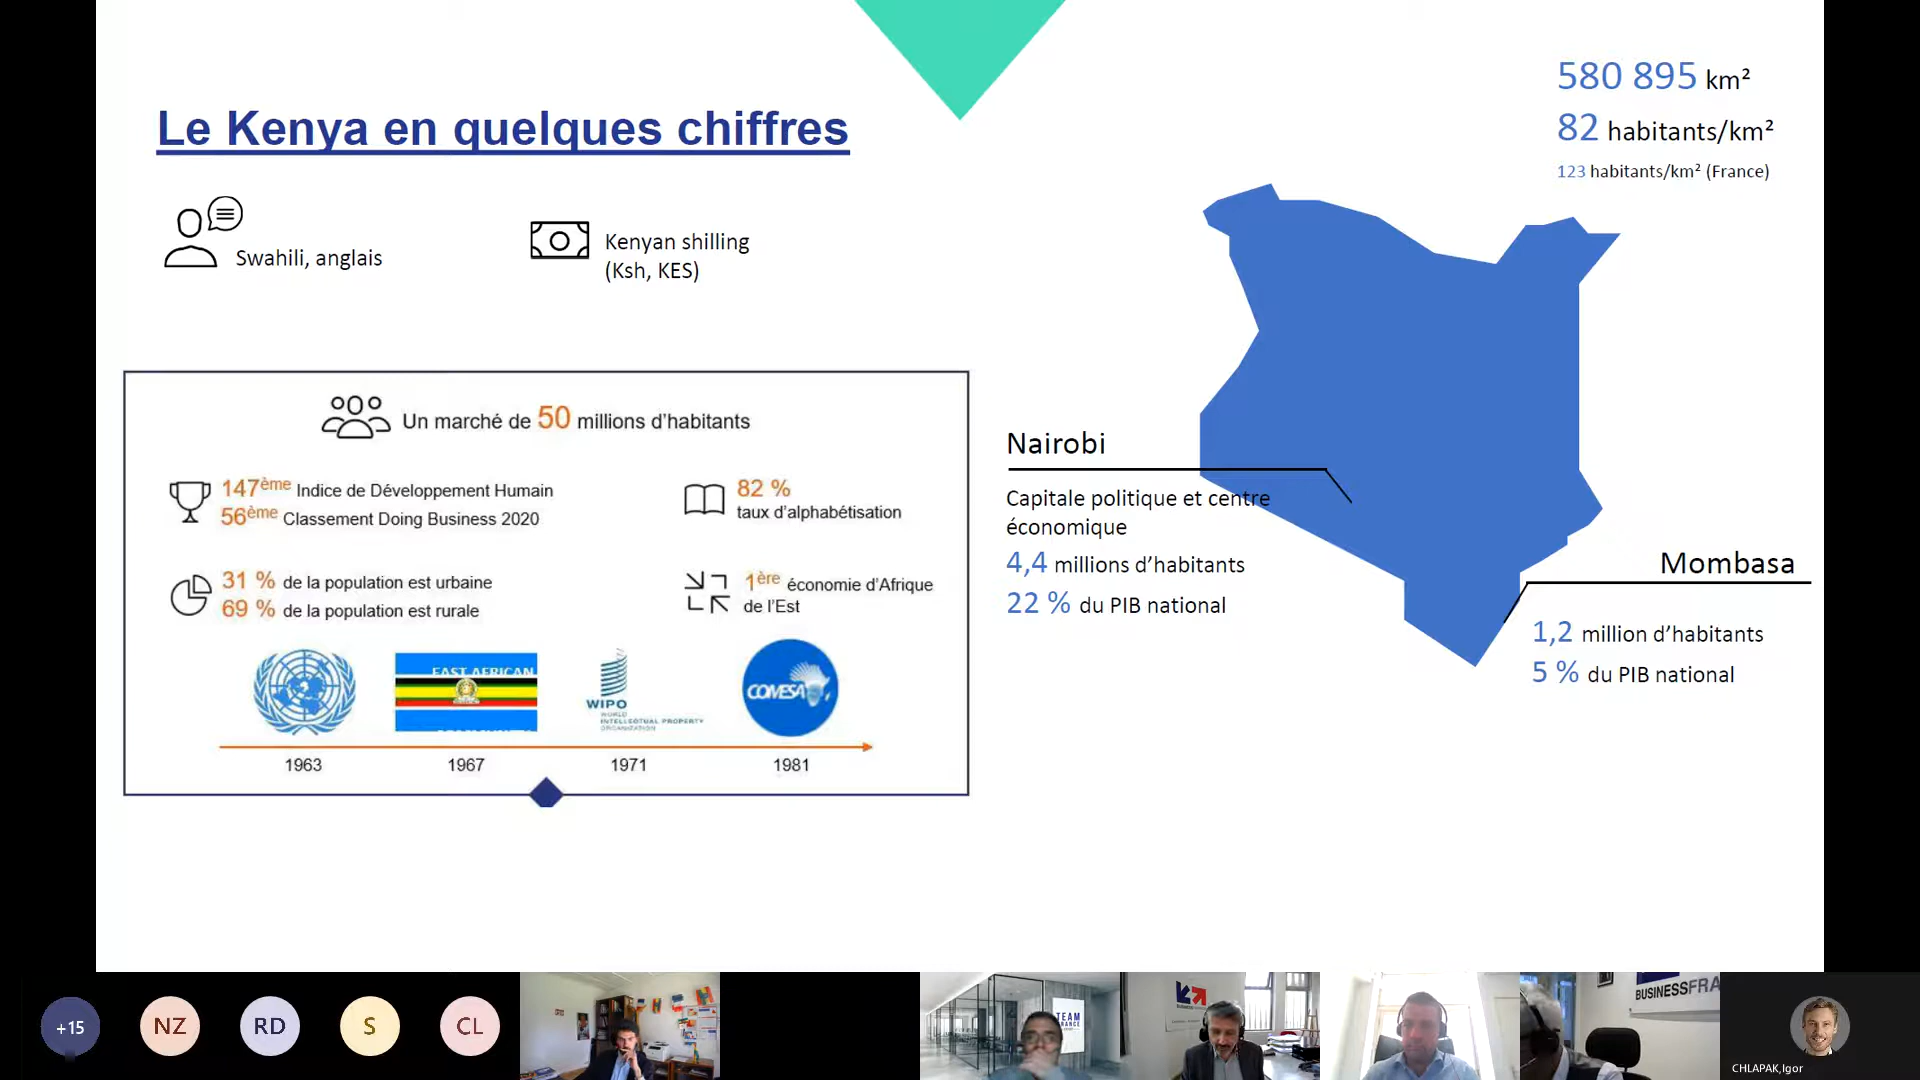 580 895 km²
82 habitants/km²
123 habitants/km² (France)
Le Kenya en quelques chiffres
Swahili, anglais
Kenyan shilling
(Ksh, KES)
Un marché de 50 millions d'habitants
147ème Indice de Développement Humain
56ème Classement Doing Business 2020
82 %
taux d'alphabétisation
31 % de la population est urbaine
69 % de la population est rurale
1ère économie d'Afrique
de l'Est
EAST AFRICAN
WIPO
WORLD
INTELLECTUAL PROPERTY
ORGANIZATION
COMESA
1963
1967
1971
1981
Nairobi
Capitale politique et centre
économique
4,4 millions d'habitants
22 % du PIB national
Mombasa
1,2 million d'habitants
5 % du PIB national
+15
NZ
RD
S
CL
TEAM
BUSINESSFRA
CHLAPAK,Igor